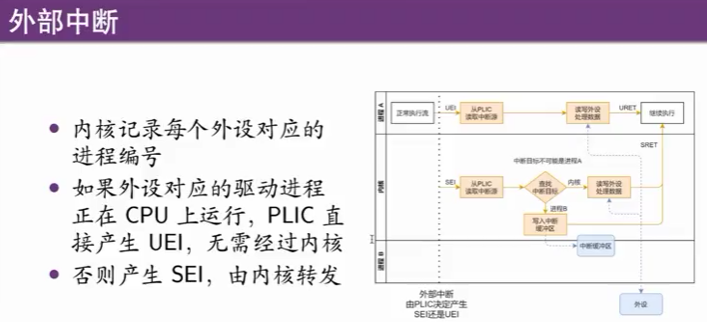 外部中断
• 内核记录每个外设对应的
进程编号
• 如果外设对应的驱动进程
正在 CPU 上运行，PLIC 直
接产生 UEI，无需经过内核
• 否则产生 SEI，由内核转发
进程 A
正常执行流
UEI
从PLIC
读取中断源
读写外设
处理数据
URET
继续执行
SRET
内核
中断目标不可能是进程A
SEI
从PLIC
读取中断源
查找
中断目标
内核
读写外设
处理数据
进程B
写入中断
缓冲区
进程 B
中断缓冲区
外部中断
由PLIC决定产生
SEI还是UEI
外设